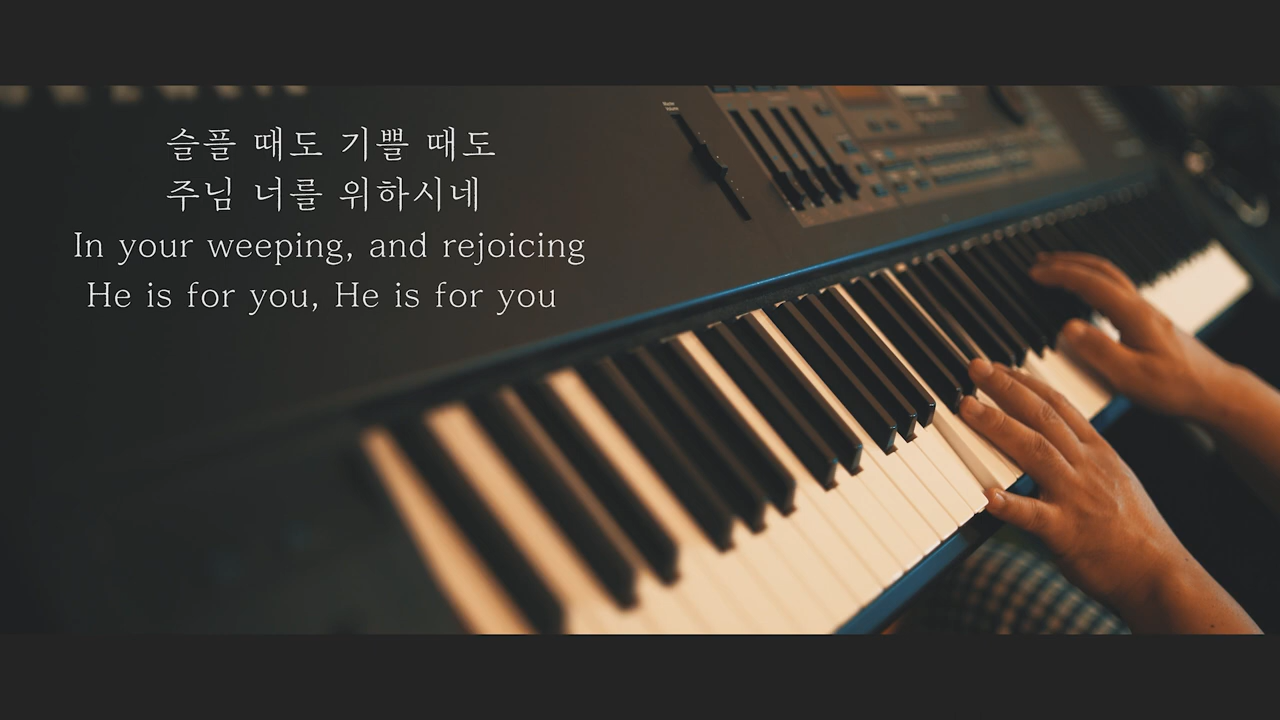 슬플 때도 기쁠 때도
주님 너를 위하시네
In your weeping, and rejoicing
He is for you, He is for you